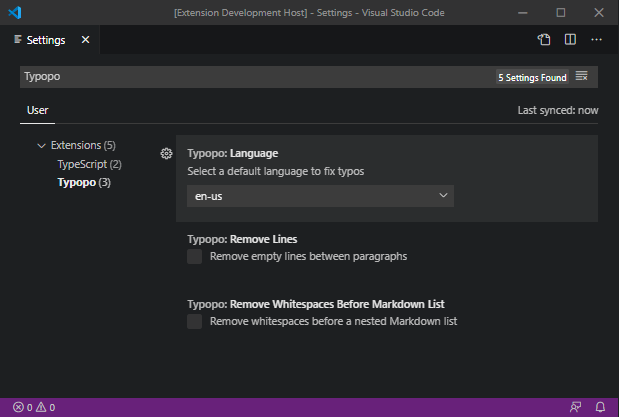 [Extension Development Host] - Settings - Visual Studio Code
Settings
Typopo
5 Settings Found
User
Last synced: now
Extensions (5)
TypeScript (2)
Typopo (3)
Typopo: Language
Select a default language to fix typos
en-us
Typopo: Remove Lines
Remove empty lines between paragraphs
Typopo: Remove Whitespaces Before Markdown List
Remove whitespaces before a nested Markdown list
0 0